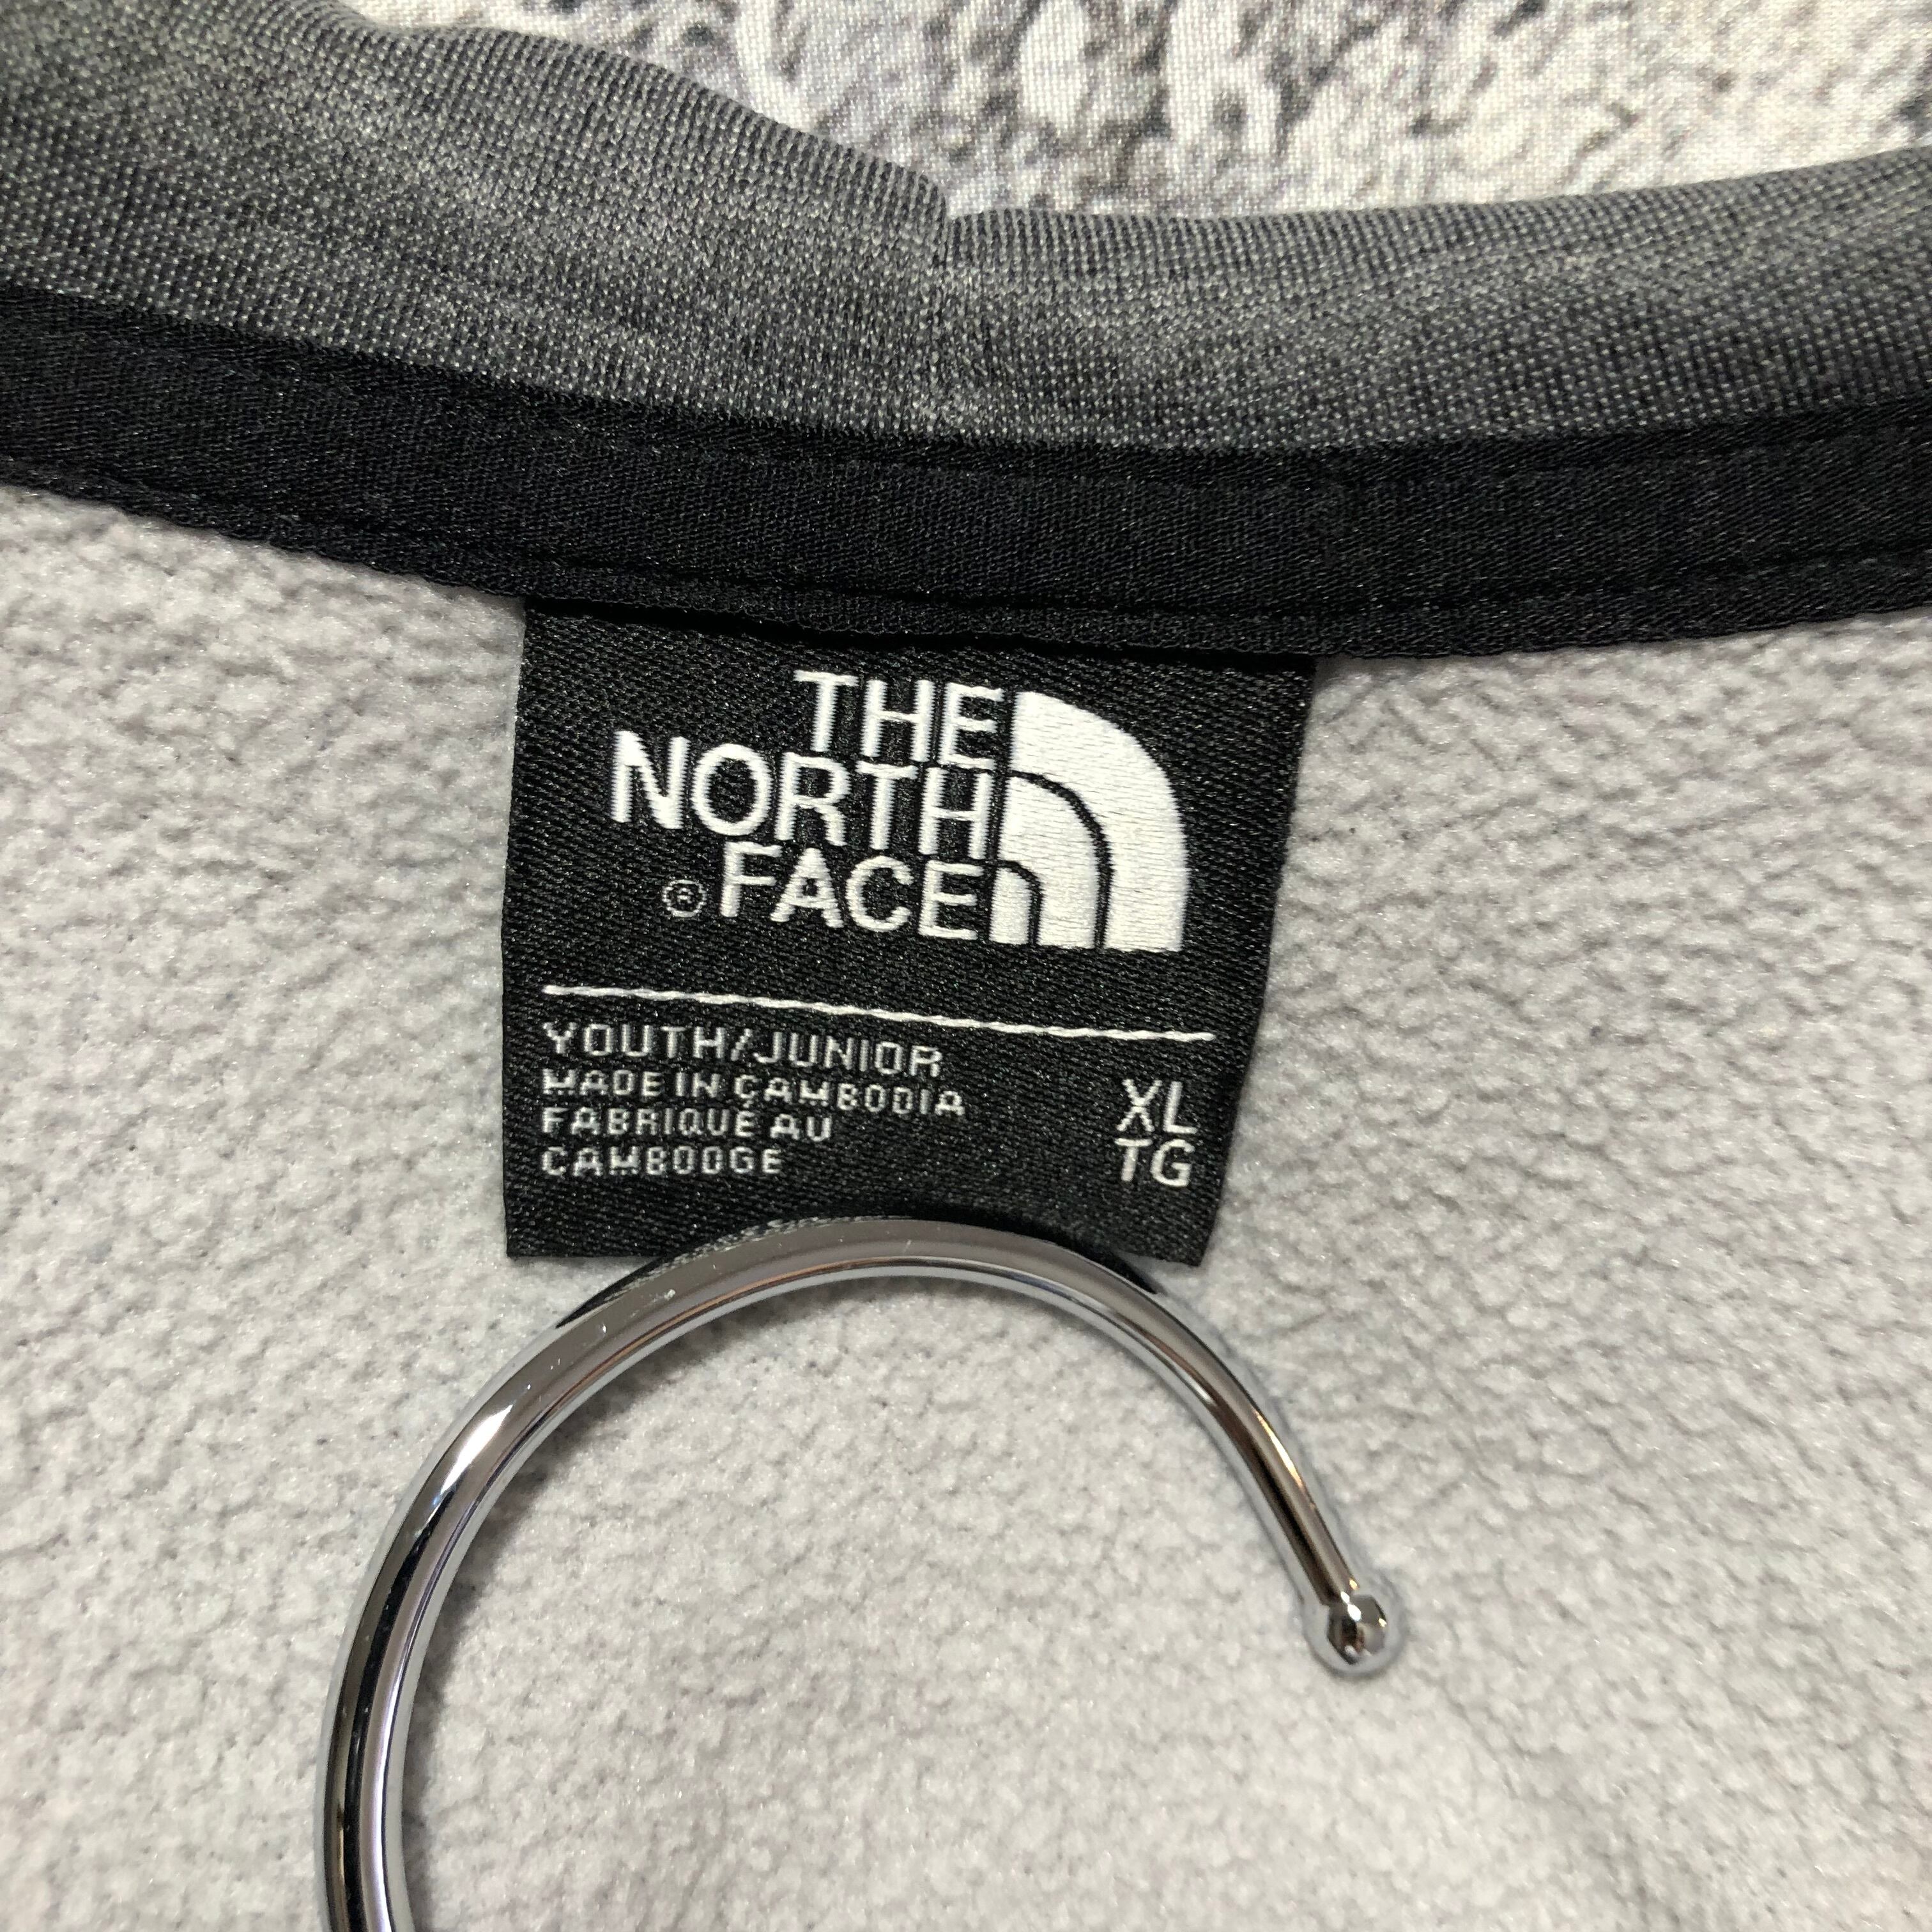 THE
NORTH
® FACE
YOUTH/JUNIOR
MADE IN CAMBODIA
FABRIQUÉ AU
CAMBODGE
XL
TG